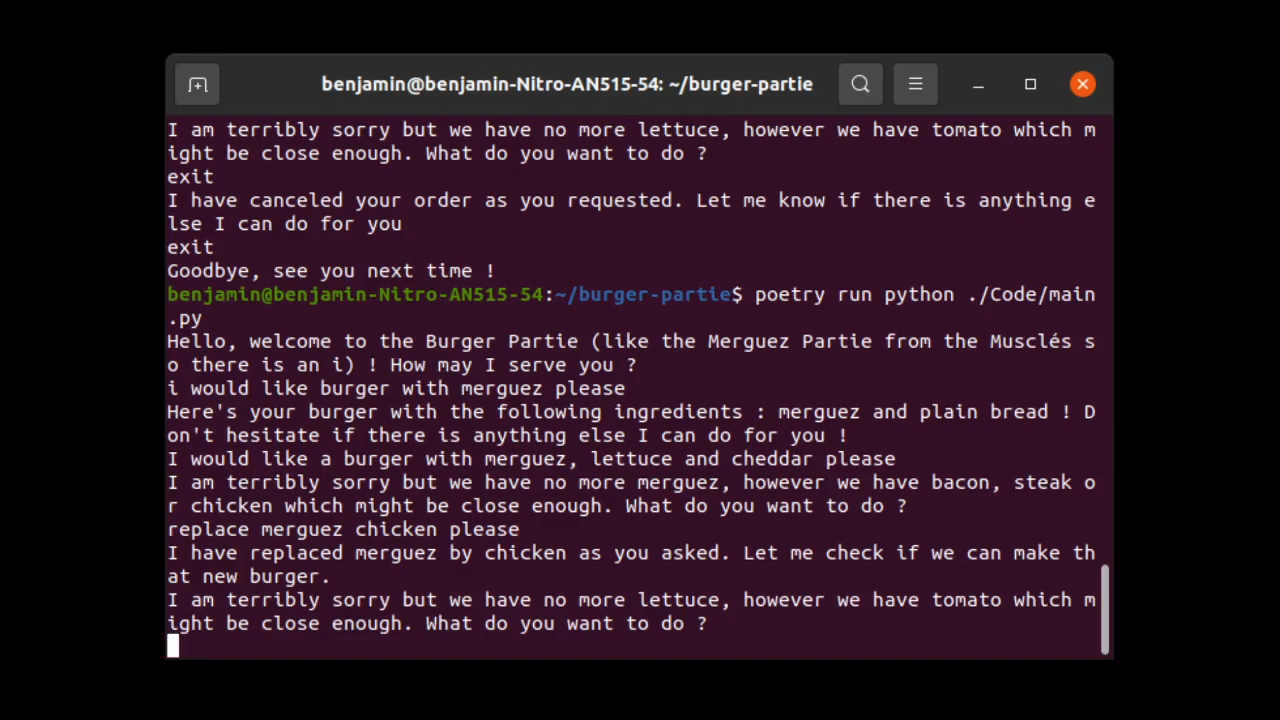 benjamin@benjamin-Nitro-AN515-54: ~/burger-partie
I am terribly sorry but we have no more lettuce, however we have tomato which m
ight be close enough. What do you want to do ?
exit
I have canceled your order as you requested. Let me know if there is anything e
lse I can do for you
exit
Goodbye, see you next time !
benjamin@benjamin-Nitro-AN515-54:~/burger-partie$ poetry run python ./Code/main
.py
Hello, welcome to the Burger Partie (like the Merguez Partie from the Musclés s
o there is an i) ! How may I serve you ?
i would like burger with merguez please
Here's your burger with the following ingredients : merguez and plain bread ! D
on't hesitate if there is anything else I can do for you !
I would like a burger with merguez, lettuce and cheddar please
I am terribly sorry but we have no more merguez, however we have bacon, steak o
r chicken which might be close enough. What do you want to do ?
replace merguez chicken please
I have replaced merguez by chicken as you asked. Let me check if we can make th
at new burger.
I am terribly sorry but we have no more lettuce, however we have tomato which m
ight be close enough. What do you want to do ?